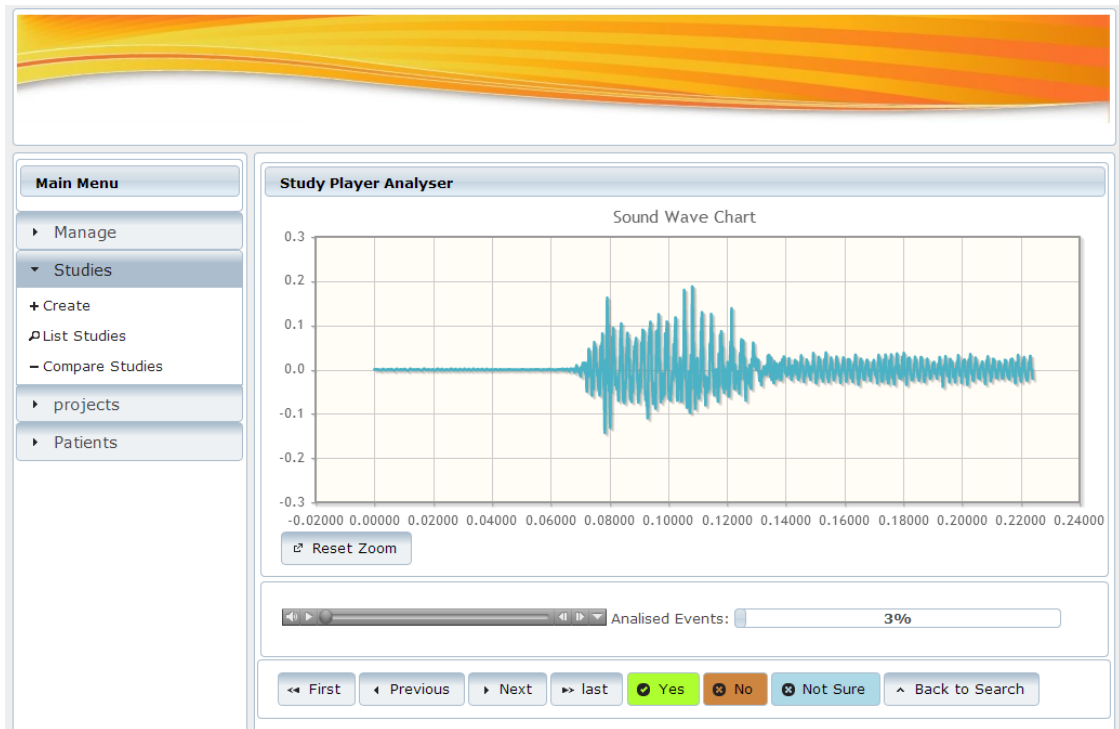 Main Menu
Manage
Studies
Create
List Studies
Compare Studies
projects
Patients
Study Player Analyser
Sound Wave Chart
0.3
0.2
0.1
0.0
-0.1
-0.2
-0.3
-0.02000 0.00000 0.02000 0.04000 0.06000 0.08000 0.10000 0.12000 0.14000 0.16000 0.18000 0.20000 0.22000 0.24000
Reset Zoom
Analised Events: 3%
First Previous Next last Yes No Not Sure Back to Search